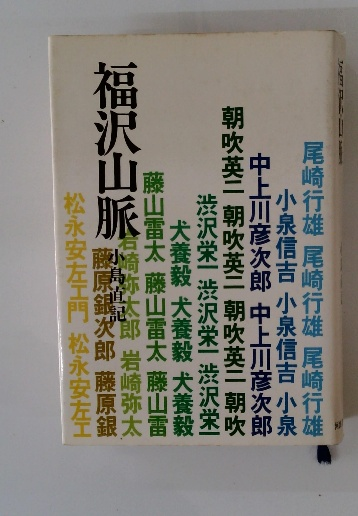 福沢山脈
小島直記
尾崎行雄 尾崎行雄 尾崎行雄
小泉信吉 小泉信吉 小泉
中上川彦次郎 中上川彦次郎
朝吹英二 朝吹英二 朝吹英二 朝吹
渋沢栄一 渋沢栄一 渋沢栄一
犬養毅 犬養毅 犬養毅
藤山雷太 藤山雷太 藤山雷
岩崎弥太郎 岩崎弥太
藤原銀次郎 藤原銀
松永安左エ門 松永安左エ
福沢山脈